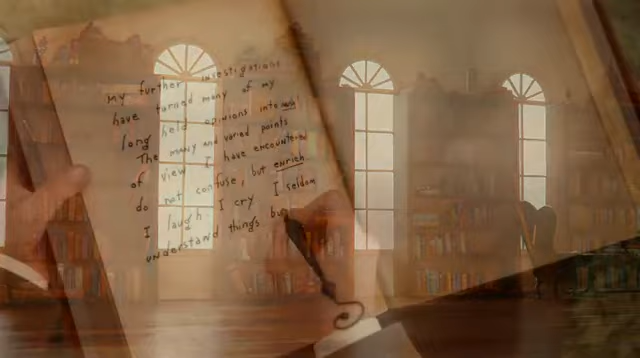 my further investigations
have turned many of my
long held opinions into mud
The many and varied points
of view I have encountered
do not confuse, but enrich
I laugh I cry I seldom
understand things but